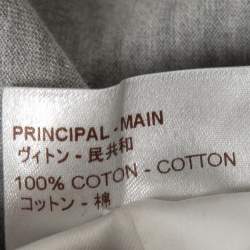 PRINCIPAL - MAIN
ヴィトン - 民共和
100% COTON - COTTON
コットン - 棉